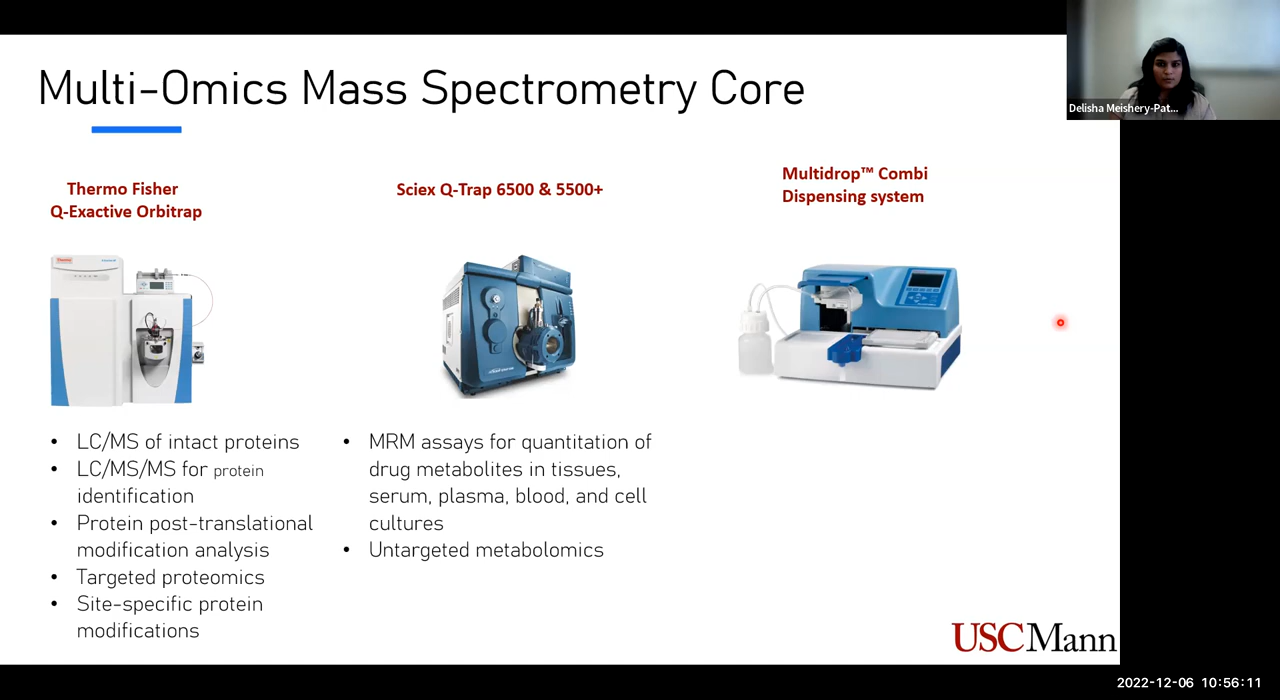 Multi-Omics Mass Spectrometry Core
Delisha Meishery-Pat...
Thermo Fisher
Q-Exactive Orbitrap
Sciex Q-Trap 6500 & 5500+
Multidrop™ Combi
Dispensing system
• LC/MS of intact proteins
• LC/MS/MS for protein
identification
• Protein post-translational
modification analysis
• Targeted proteomics
• Site-specific protein
modifications
• MRM assays for quantitation of
drug metabolites in tissues,
serum, plasma, blood, and cell
cultures
• Untargeted metabolomics
USC Mann
2022-12-06 10:56:11